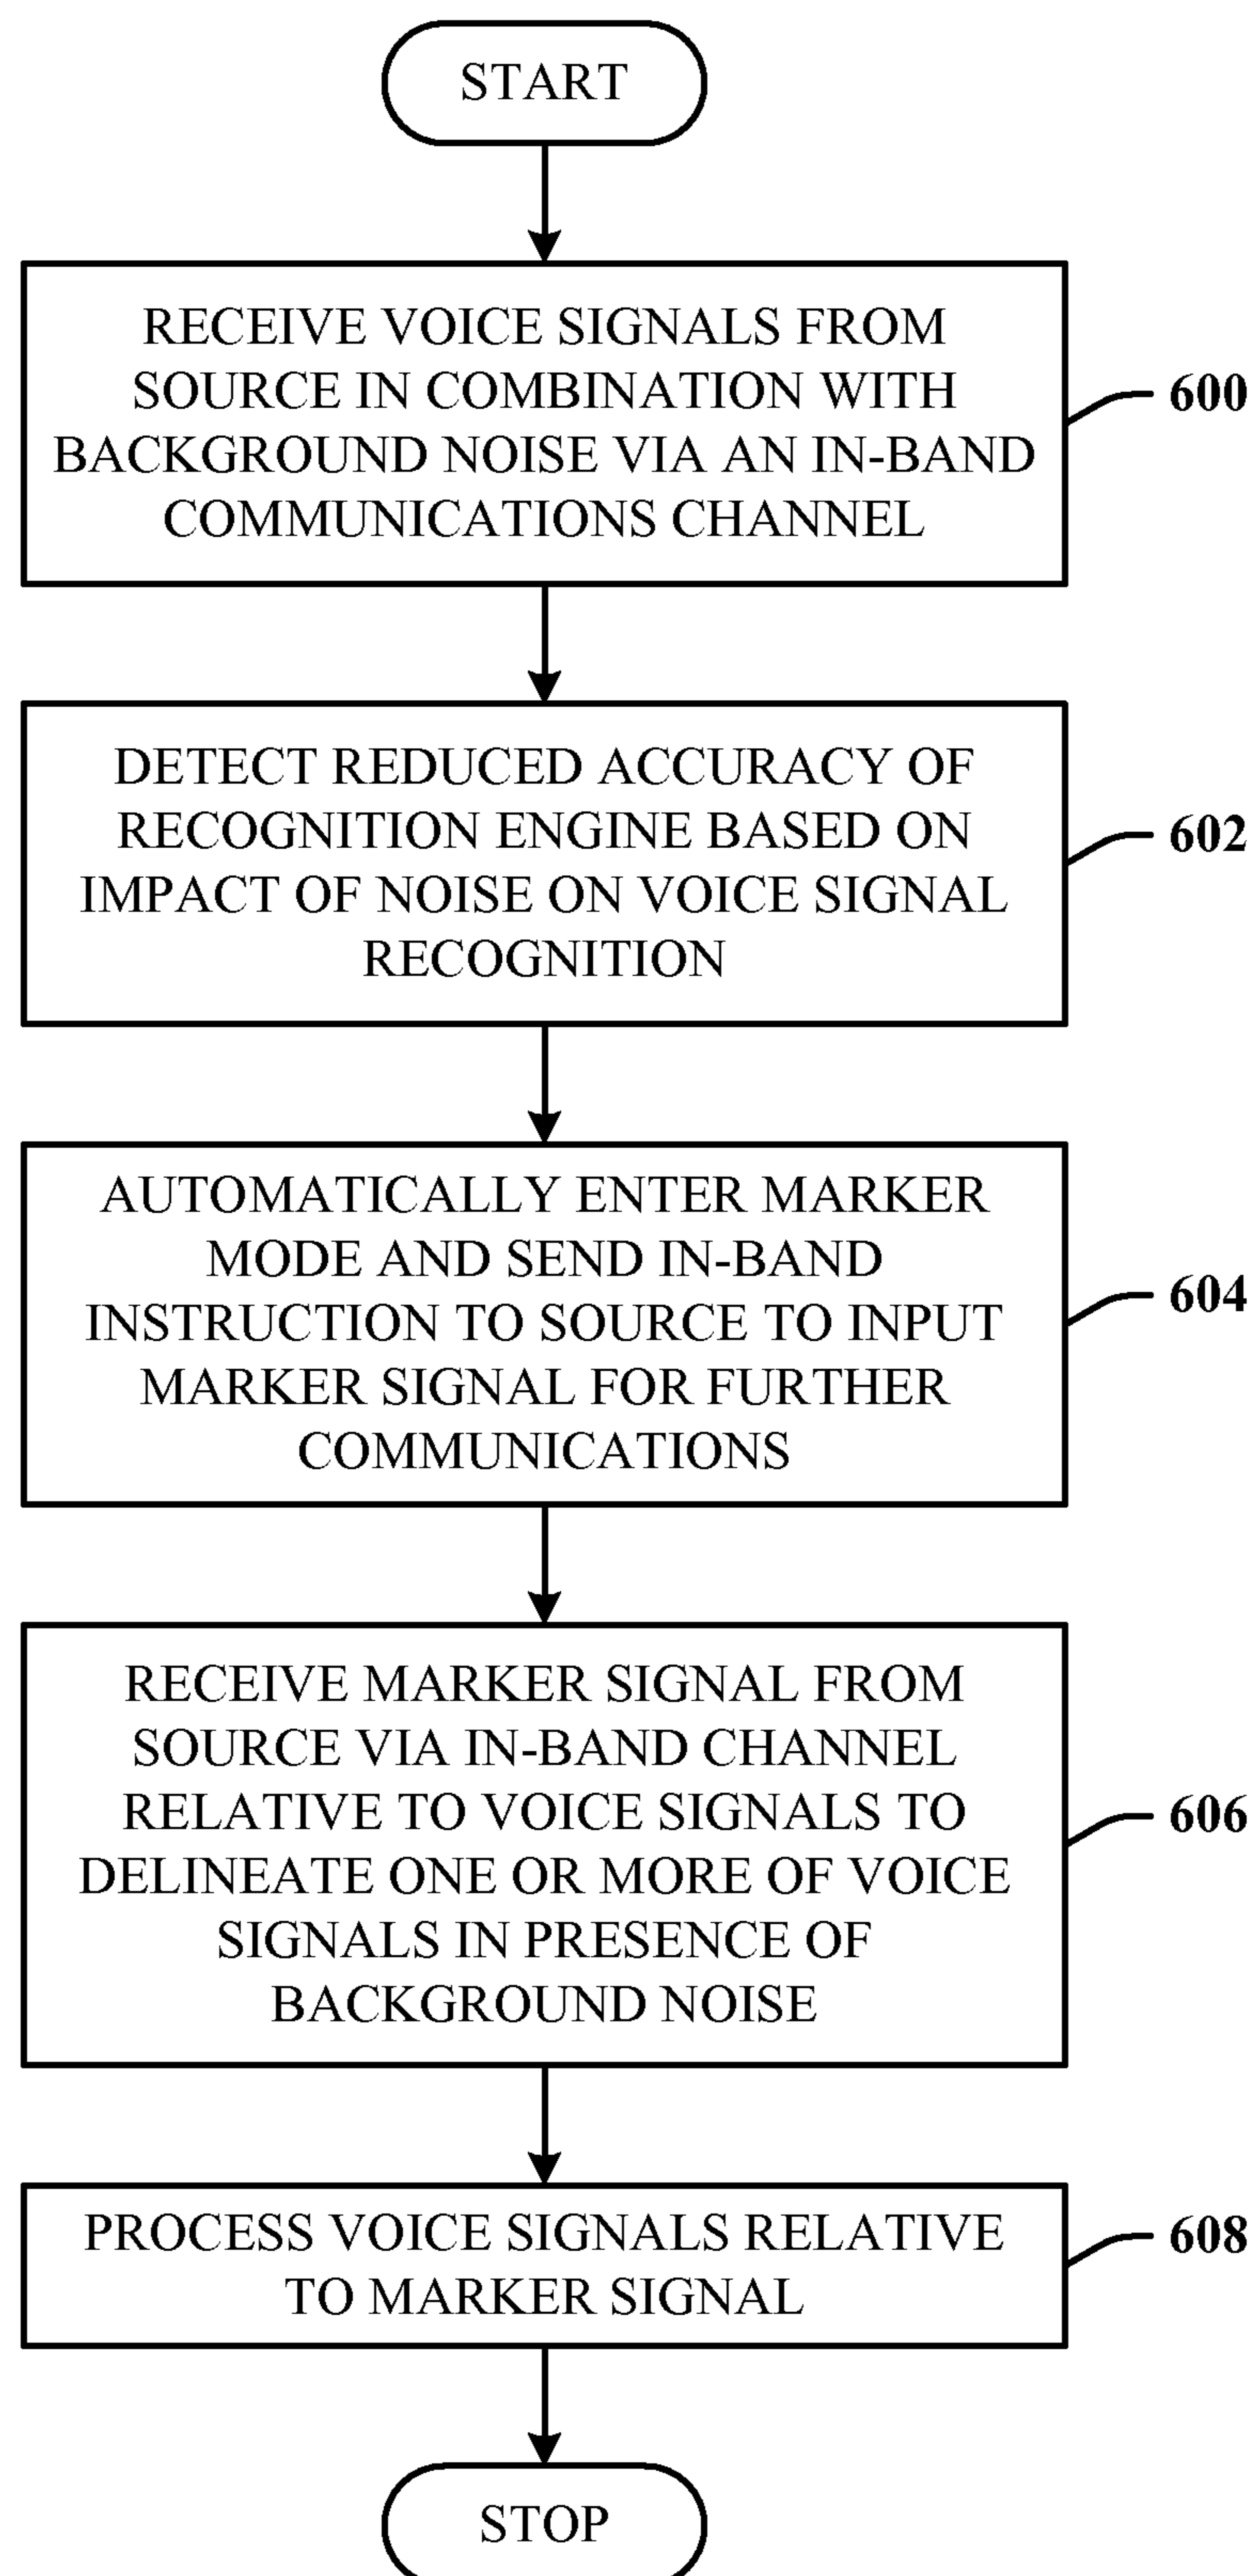 START
RECEIVE VOICE SIGNALS FROM
SOURCE IN COMBINATION WITH
BACKGROUND NOISE VIA AN IN-BAND
COMMUNICATIONS CHANNEL
600
DETECT REDUCED ACCURACY OF
RECOGNITION ENGINE BASED ON
IMPACT OF NOISE ON VOICE SIGNAL
RECOGNITION
602
AUTOMATICALLY ENTER MARKER
MODE AND SEND IN-BAND
INSTRUCTION TO SOURCE TO INPUT
MARKER SIGNAL FOR FURTHER
COMMUNICATIONS
604
RECEIVE MARKER SIGNAL FROM
SOURCE VIA IN-BAND CHANNEL
RELATIVE TO VOICE SIGNALS TO
DELINEATE ONE OR MORE OF VOICE
SIGNALS IN PRESENCE OF
BACKGROUND NOISE
606
PROCESS VOICE SIGNALS RELATIVE
TO MARKER SIGNAL
608
STOP